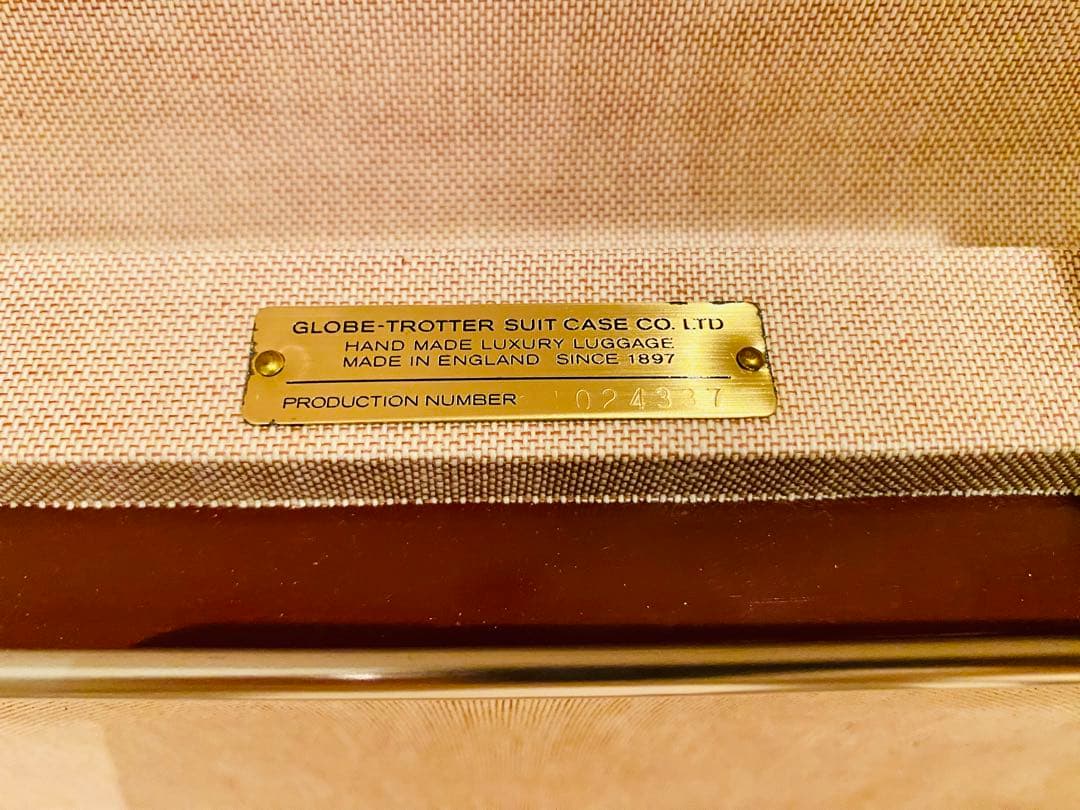 GLOBE-TROTTER SUIT CASE CO. LTD
HAND MADE LUXURY LUGGAGE
MADE IN ENGLAND SINCE 1897
PRODUCTION NUMBER